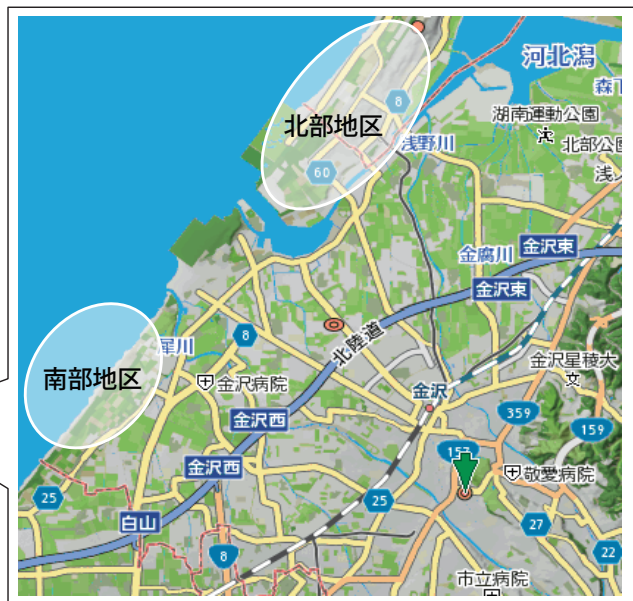 河北潟
8
森下
湖南運動公園
北部地区
浅野川
北部公園
60
浅ノ
金腐川
金沢東
金沢東
8
北陸道
犀川
金沢星稜大
南部地区
金沢病院
金沢
359
159
金沢西
157
金沢西
敬愛病院
25
25
白山
27
22
8
市立病院